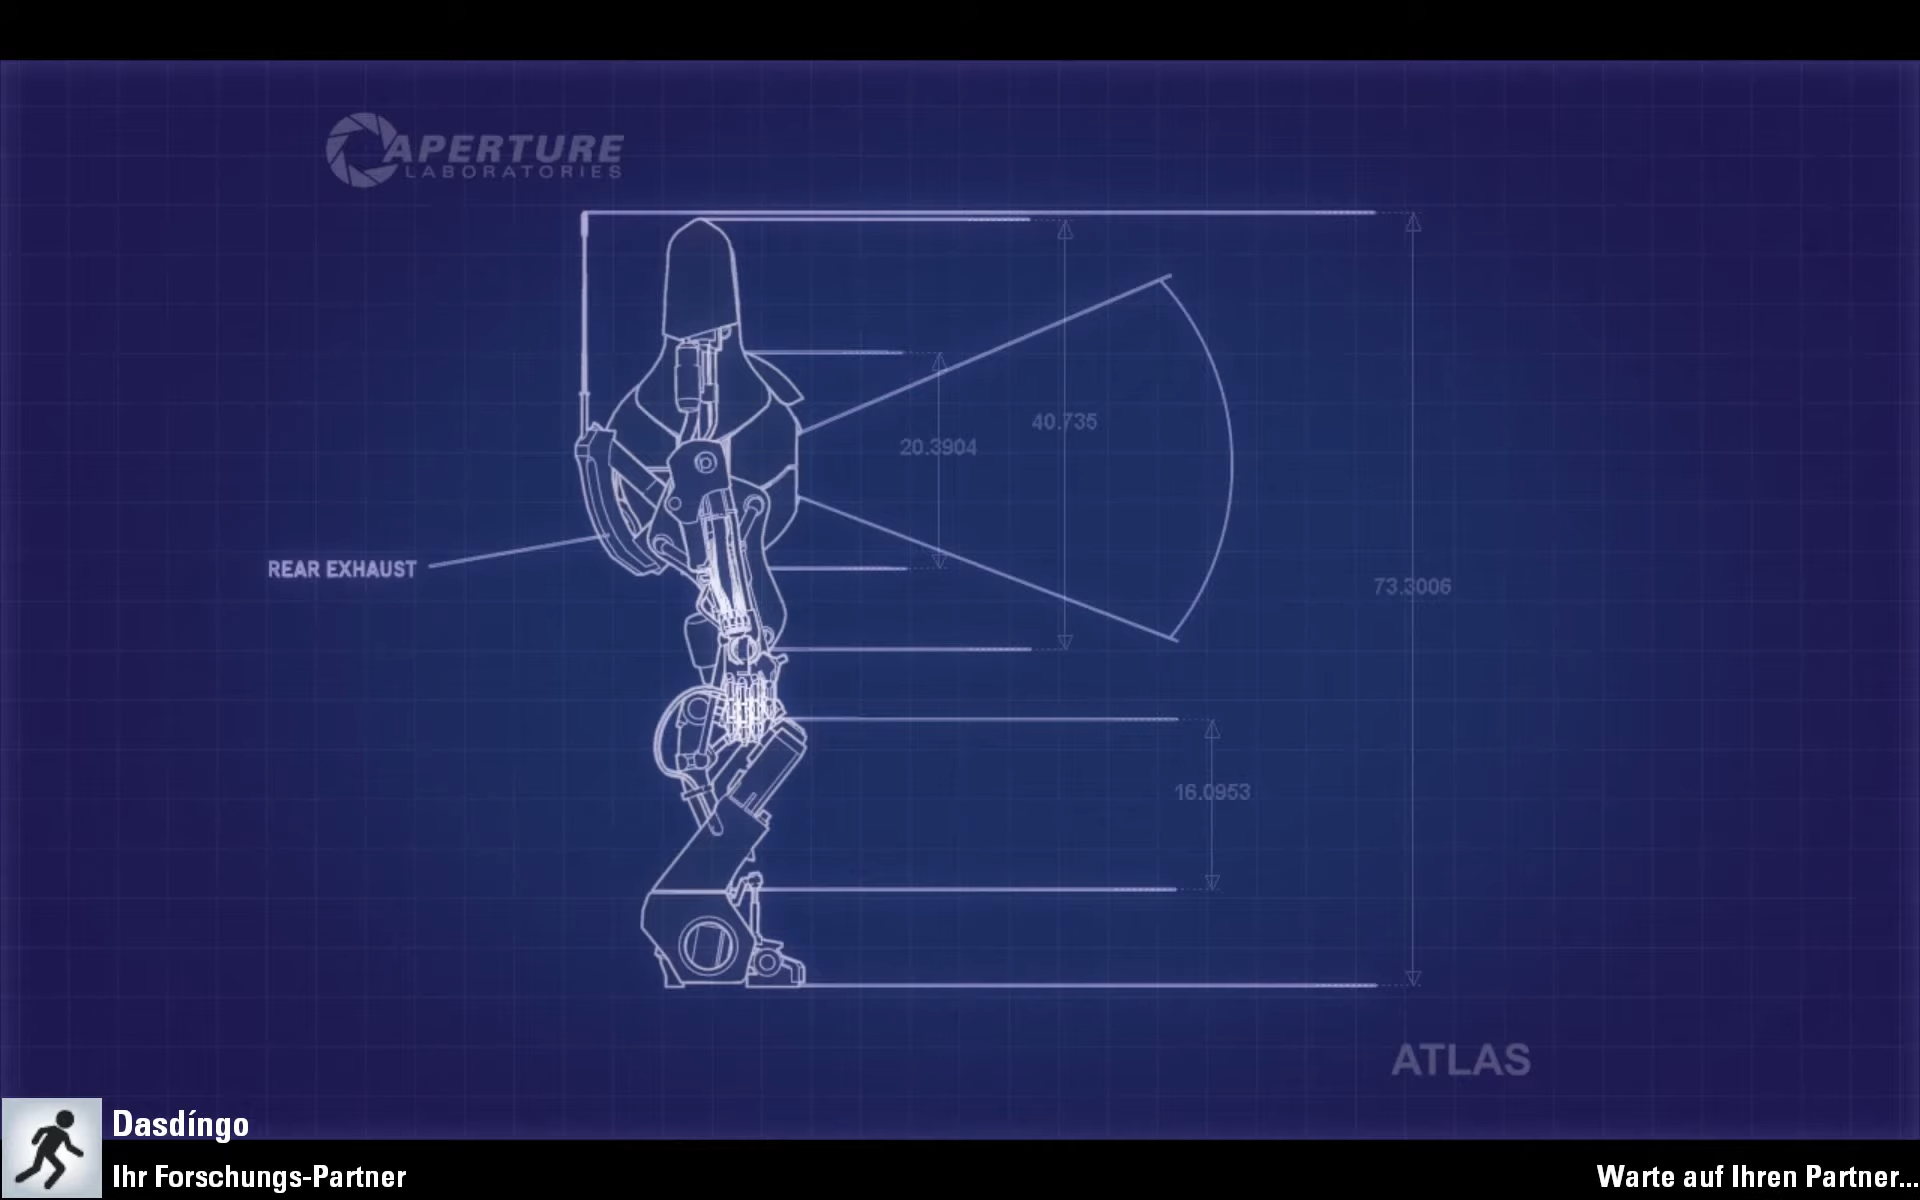 APERTURE
LABORATORIES
40.735
20.3904
REAR EXHAUST
73.3006
16.0953
ATLAS
Dasdíngo
Ihr Forschungs-Partner
Warte auf Ihren Partner...